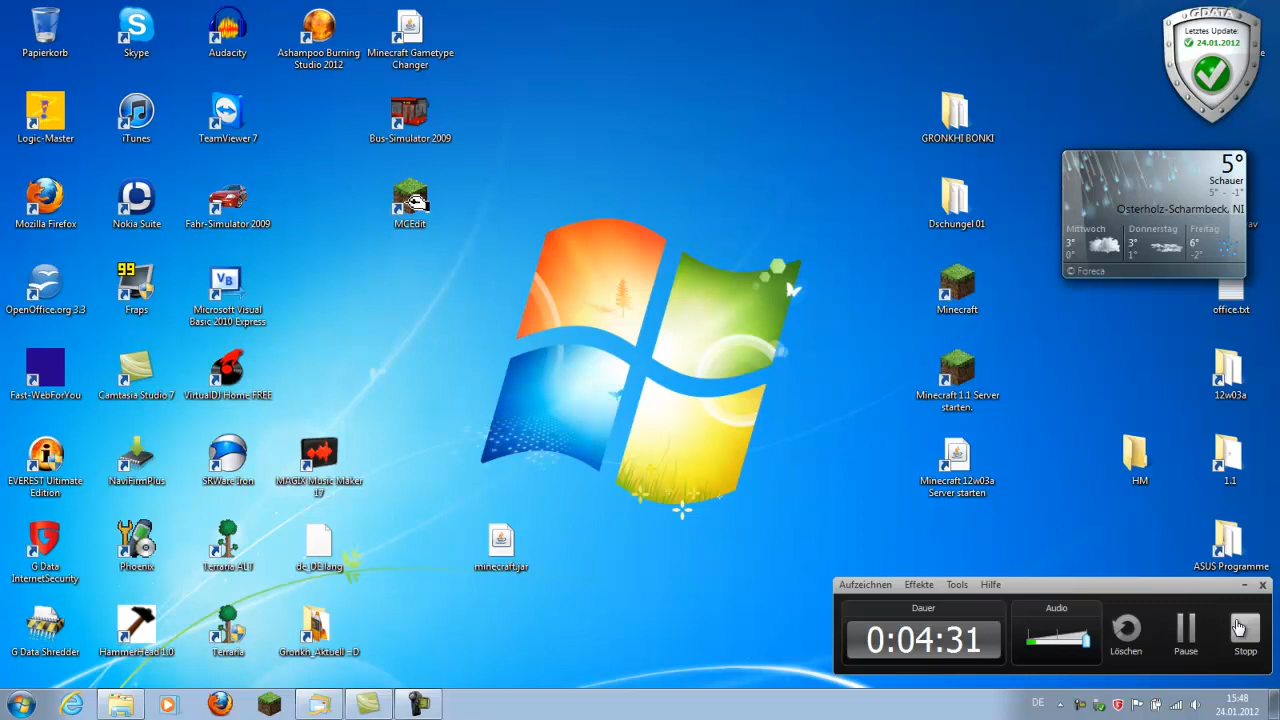 Papierkorb
Skype
Audacity
Ashampoo Burning
Studio 2012
Minecraft Gametype
Changer
Logic-Master
iTunes
TeamViewer 7
Bus-Simulator 2009
Mozilla Firefox
Nokia Suite
Fahr-Simulator 2009
MCEdit
OpenOffice.org 3.3
99
Fraps
VB
Microsoft Visual
Basic 2010 Express
Fast-WebForYou
Camtasia Studio 7
VirtualDJ Home FREE
EVEREST Ultimate
Edition
NaviFirmPlus
SRWare Iron
MAGIX Music Maker
17
G Data
InternetSecurity
Phoenix
Terraria ALT
de_DE.lang
minecraft.jar
G Data Shredder
HammerHead 1.0
Terraria
Gronkh_Aktuell =D
GRONKHI BONKI
Dschungel 01
Minecraft
Minecraft 1.1 Server
starten.
Minecraft 12w03a
Server starten
HM
office.txt
12w03a
1.1
ASUS Programme
G DATA
Letztes Update:
24.01.2012
5°
Schauer
5° - -1°
Osterholz-Scharmbeck, NI
Mittwoch
3°
0°
Donnerstag
3°
1°
Freitag
6°
-2°
© Foreca
Aufzeichnen Effekte Tools Hilfe
Dauer
0:04:31
Audio
Löschen
Pause
Stopp
DE
15:48
24.01.2012